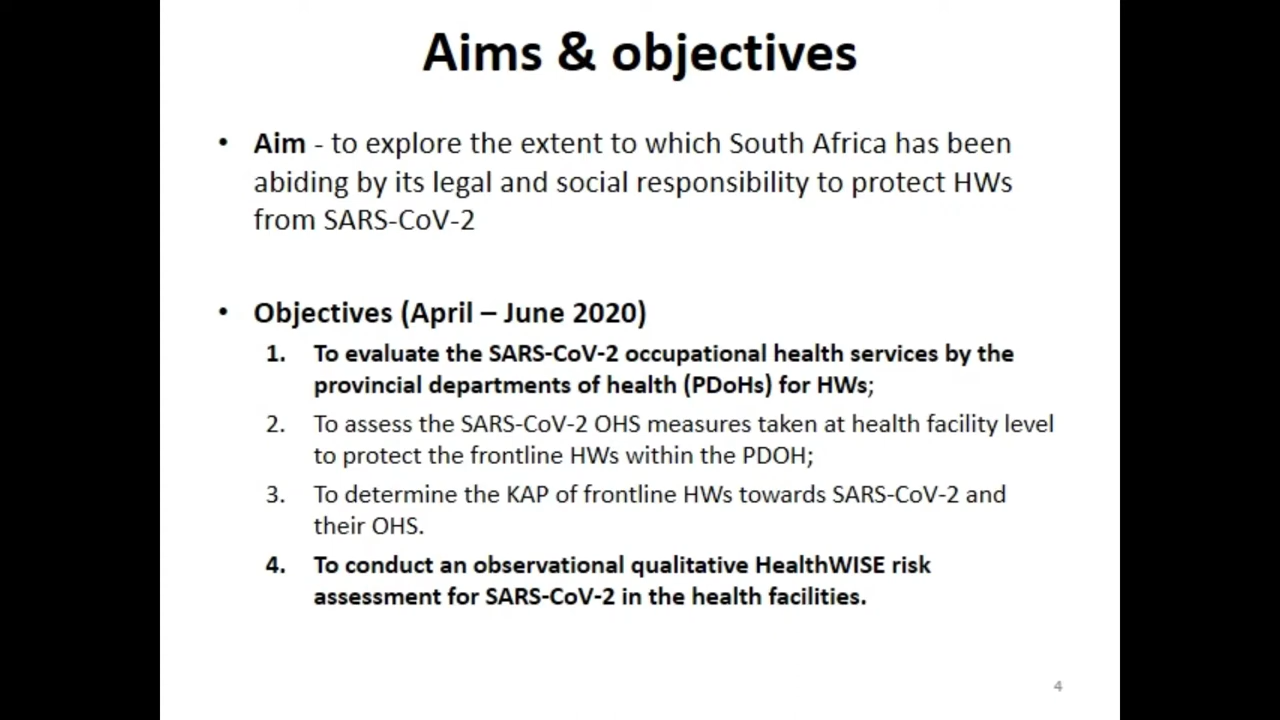 Aims & objectives
• Aim - to explore the extent to which South Africa has been
abiding by its legal and social responsibility to protect HWs
from SARS-CoV-2
• Objectives (April – June 2020)
1. To evaluate the SARS-CoV-2 occupational health services by the
provincial departments of health (PDoHs) for HWs;
2. To assess the SARS-CoV-2 OHS measures taken at health facility level
to protect the frontline HWs within the PDOH;
3. To determine the KAP of frontline HWs towards SARS-CoV-2 and
their OHS.
4. To conduct an observational qualitative HealthWISE risk
assessment for SARS-CoV-2 in the health facilities.
4